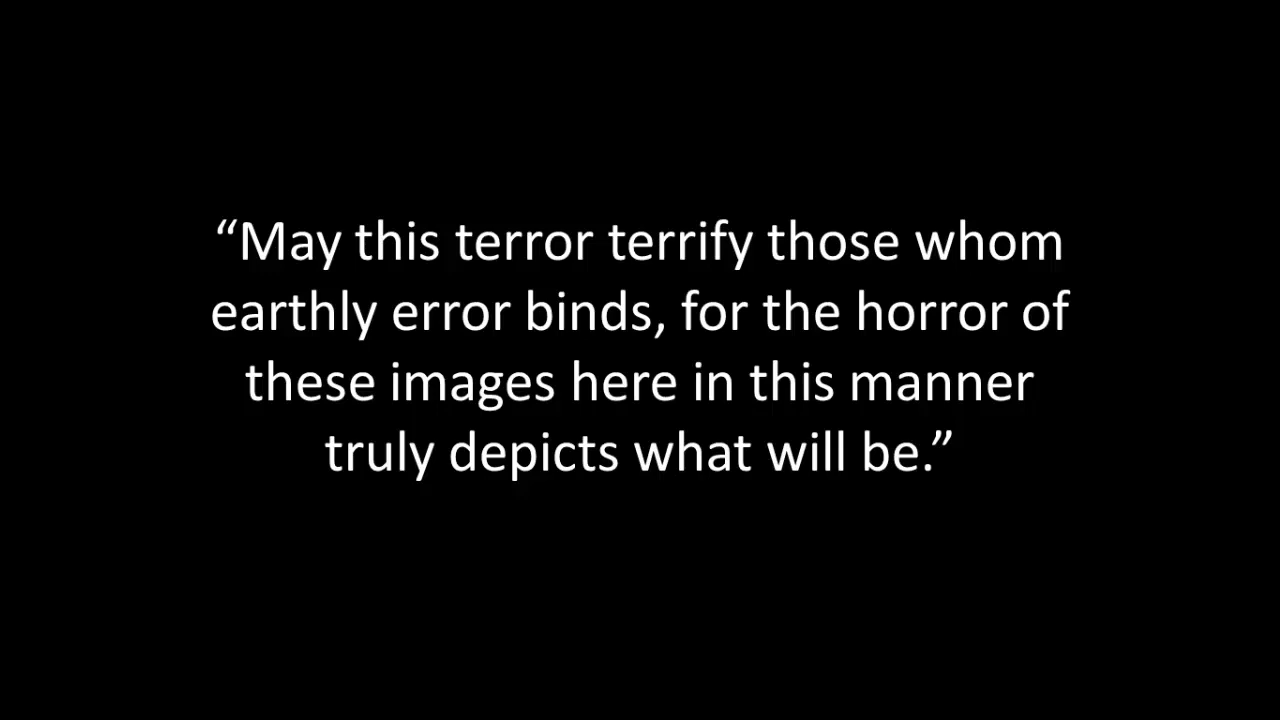 “May this terror terrify those whom
earthly error binds, for the horror of
these images here in this manner
truly depicts what will be.”